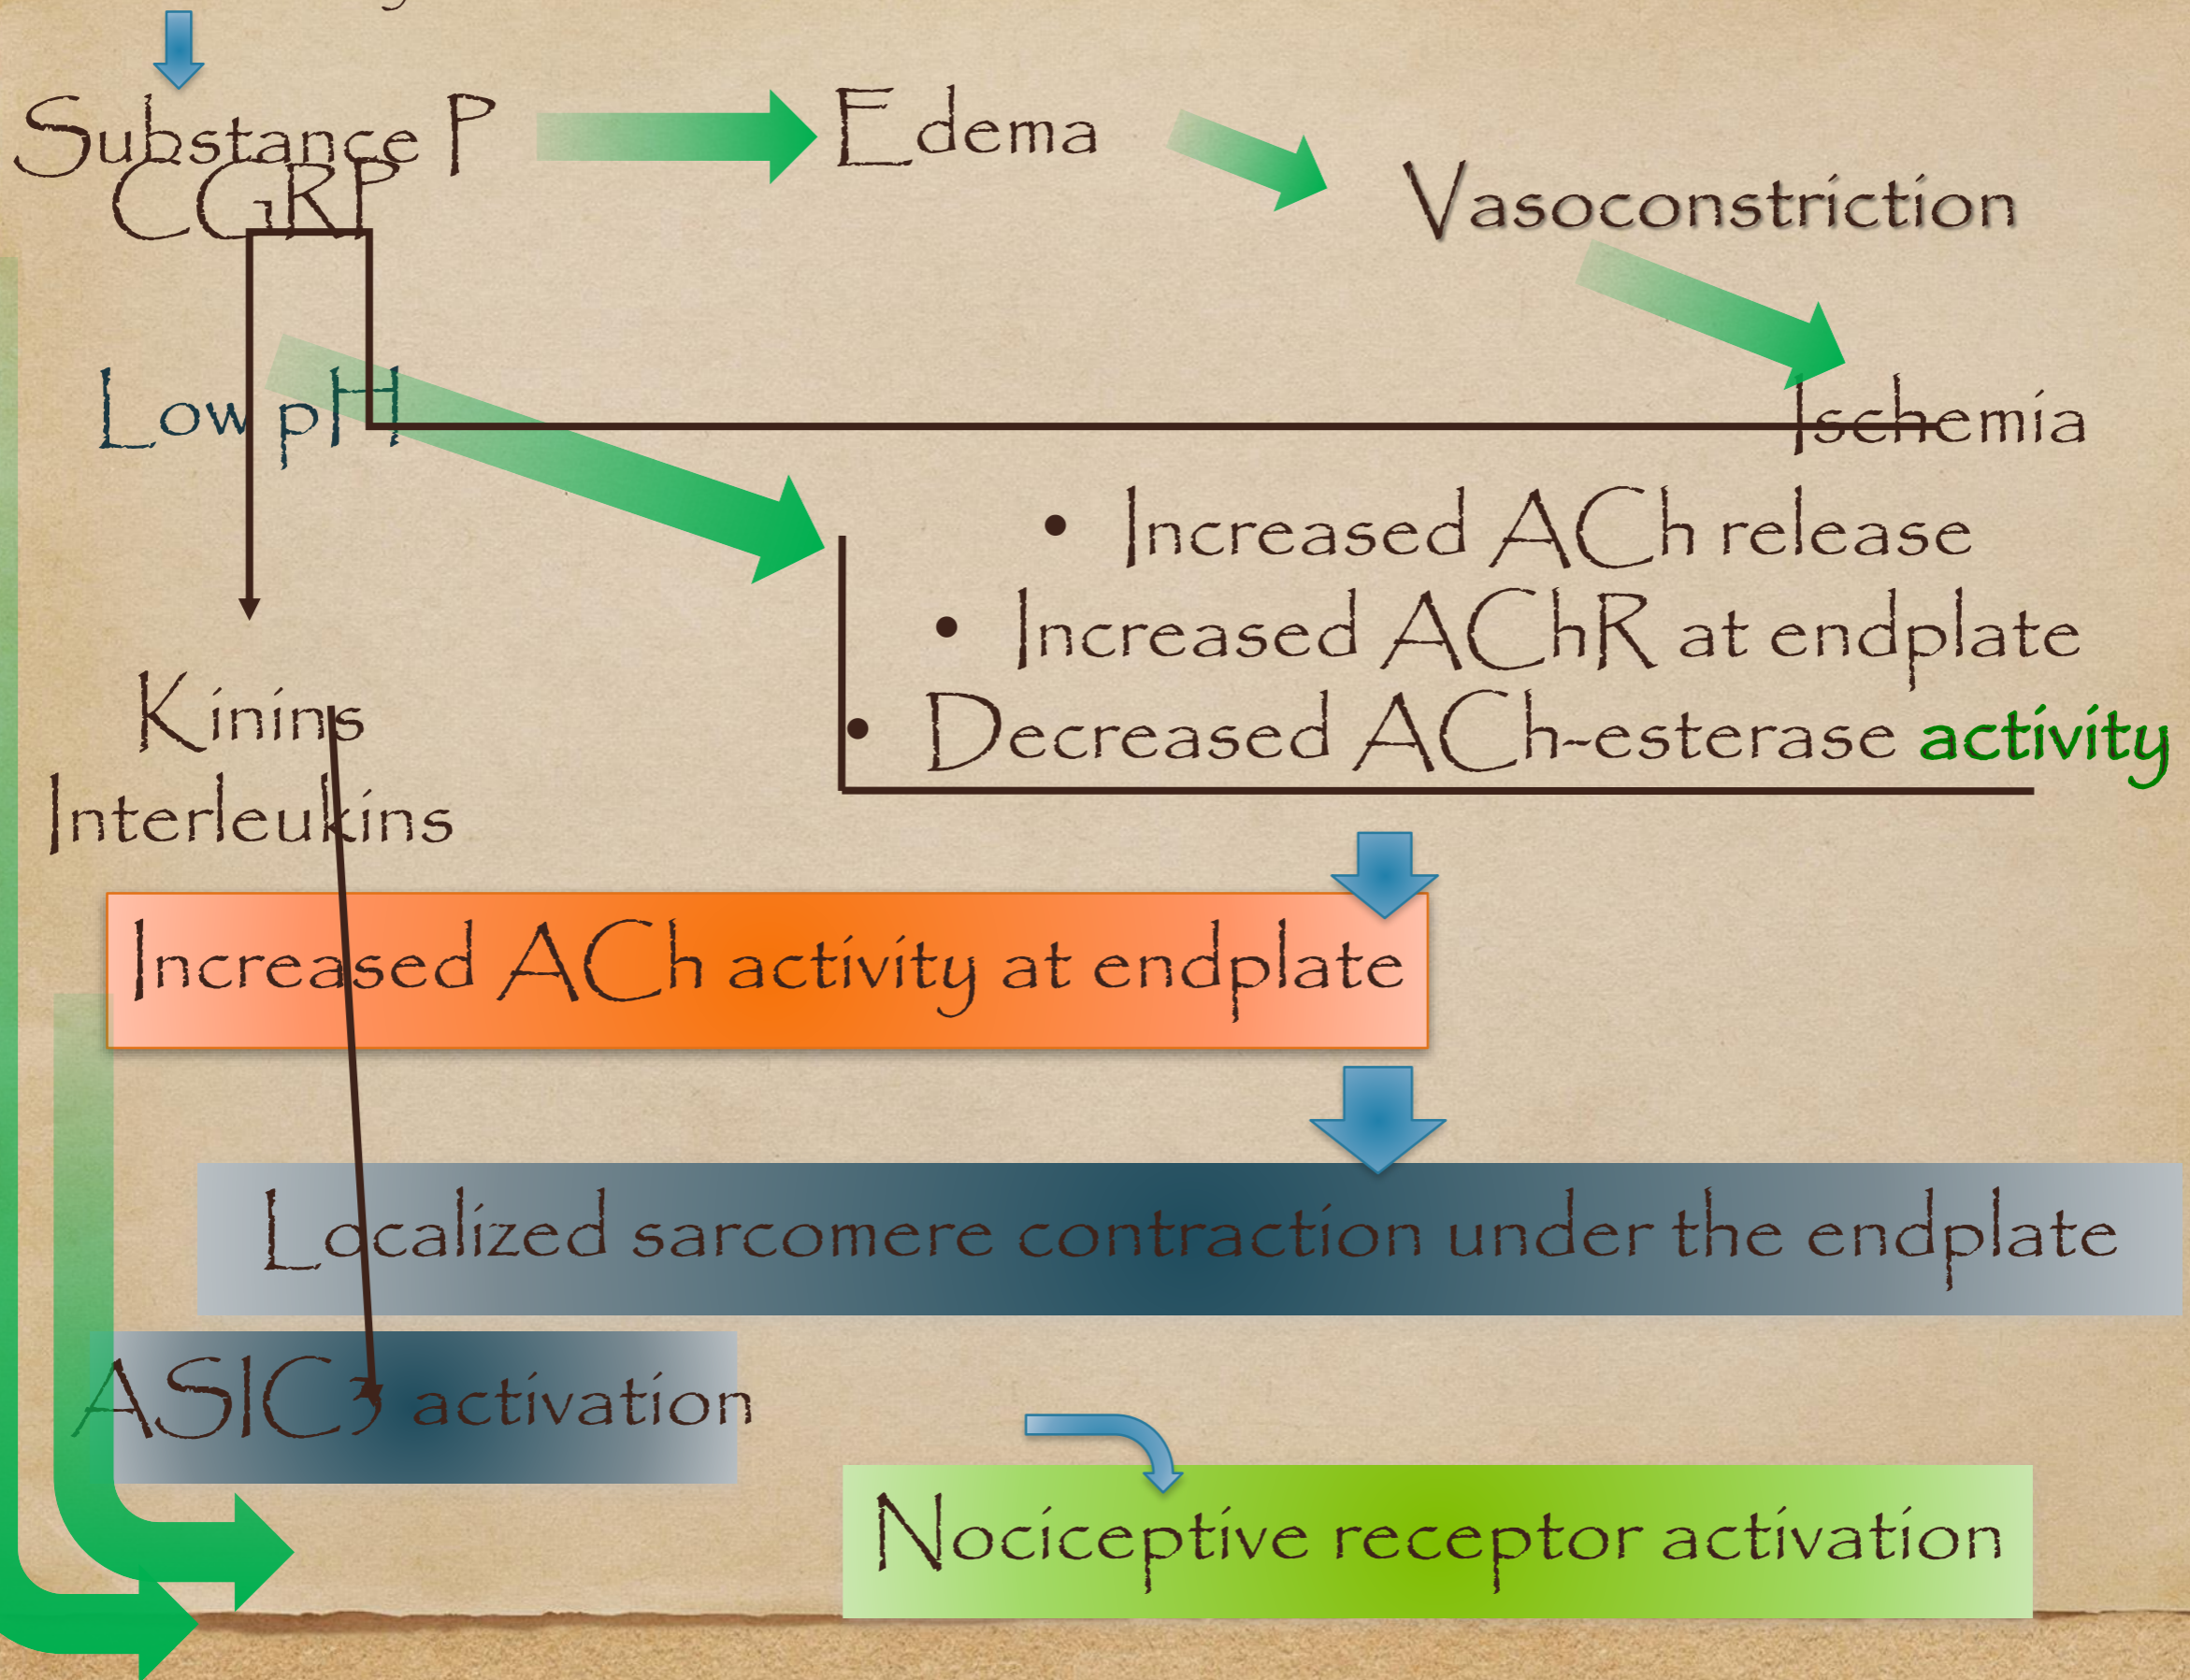 Substance P
CGRP
Edema
Vasoconstriction
Low pH
Ischemia
• Increased ACh release
• Increased AChR at endplate
• Decreased ACh-esterase activity
Kinins
Interleukins
Increased ACh activity at endplate
Localized sarcomere contraction under the endplate
ASIC3 activation
Nociceptive receptor activation